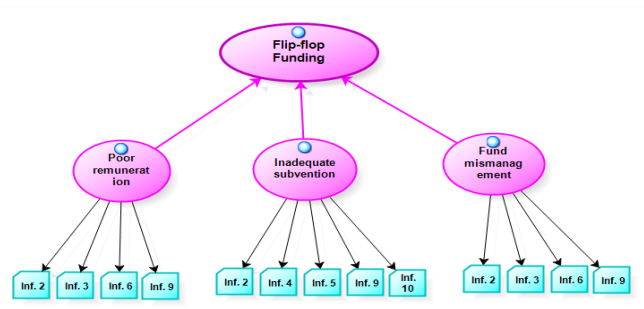 Flip-flop
Funding
Poor
remunerat
ion
Inadequate
subvention
Fund
mismanag
ement
Inf. 2
Inf. 3
Inf. 6
Inf. 9
Inf. 2
Inf. 4
Inf. 5
Inf. 9
Inf.
10
Inf. 2
Inf. 3
Inf. 6
Inf. 9